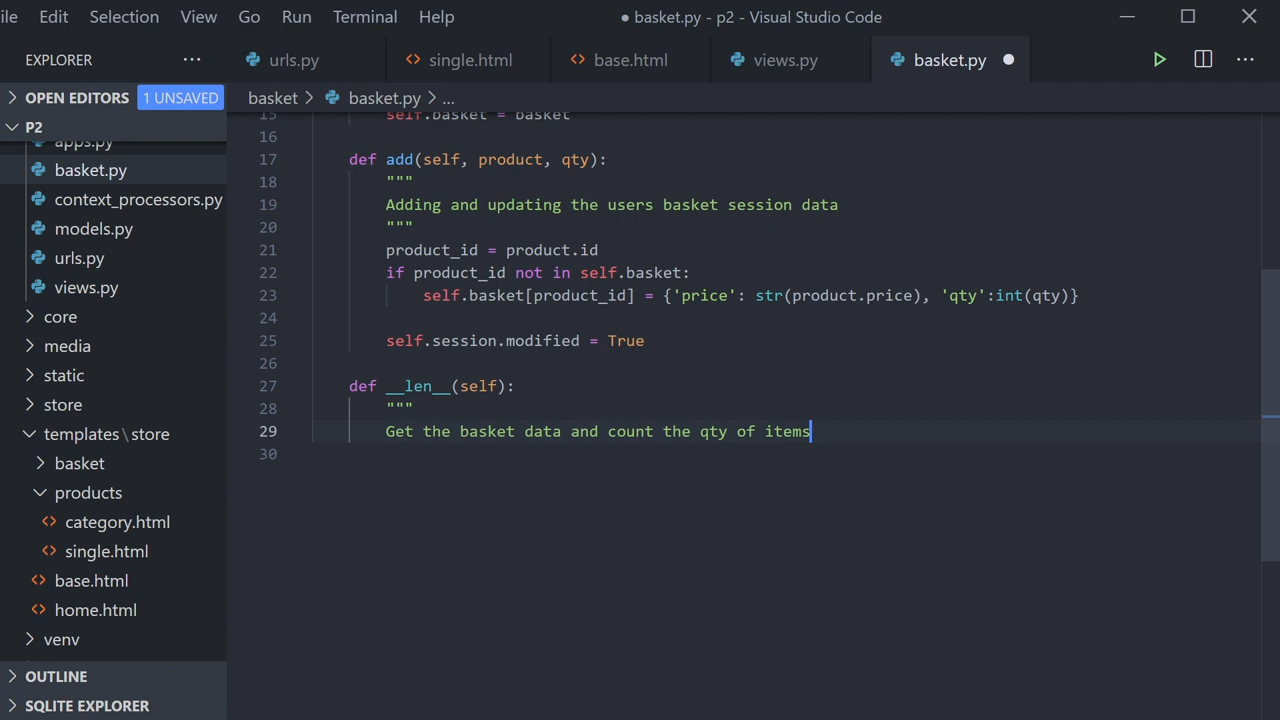 ile Edit Selection View Go Run Terminal Help ● basket.py - p2 - Visual Studio Code
EXPLORER ... urls.py <> single.html <> base.html views.py basket.py ●
> OPEN EDITORS 1 UNSAVED
basket > basket.py > ...
P2
apps.py
basket.py
context_processors.py
models.py
urls.py
views.py
> core
> media
> static
> store
templates\store
> basket
products
<> category.html
<> single.html
<> base.html
<> home.html
> venv
> OUTLINE
> SQLITE EXPLORER
15         self.basket = basket
16
17     def add(self, product, qty):
18         """
19         Adding and updating the users basket session data
20         """
21         product_id = product.id
22         if product_id not in self.basket:
23             self.basket[product_id] = {'price': str(product.price), 'qty':int(qty)}
24
25         self.session.modified = True
26
27     def __len__(self):
28         """
29         Get the basket data and count the qty of items
30